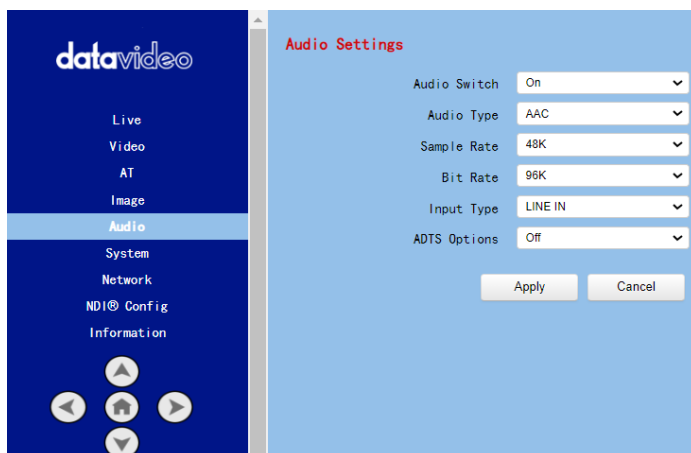 datavideo
Live
Video
AT
Image
Audio
System
Network
NDI® Config
Information
Audio Settings
Audio Switch On
Audio Type AAC
Sample Rate 48K
Bit Rate 96K
Input Type LINE IN
ADTS Options Off
Apply Cancel